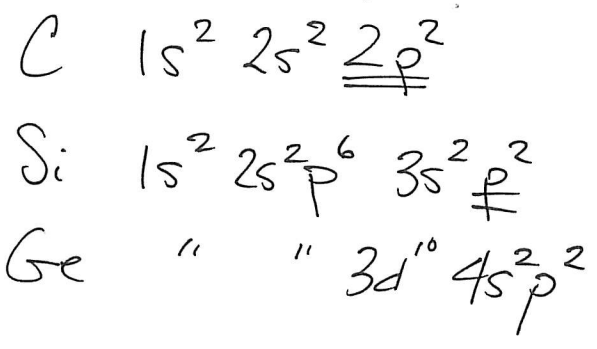 C 1s² 2s² 2p²
Si 1s² 2s²p⁶ 3s²p²
Ge " " 3d¹⁰ 4s²p²